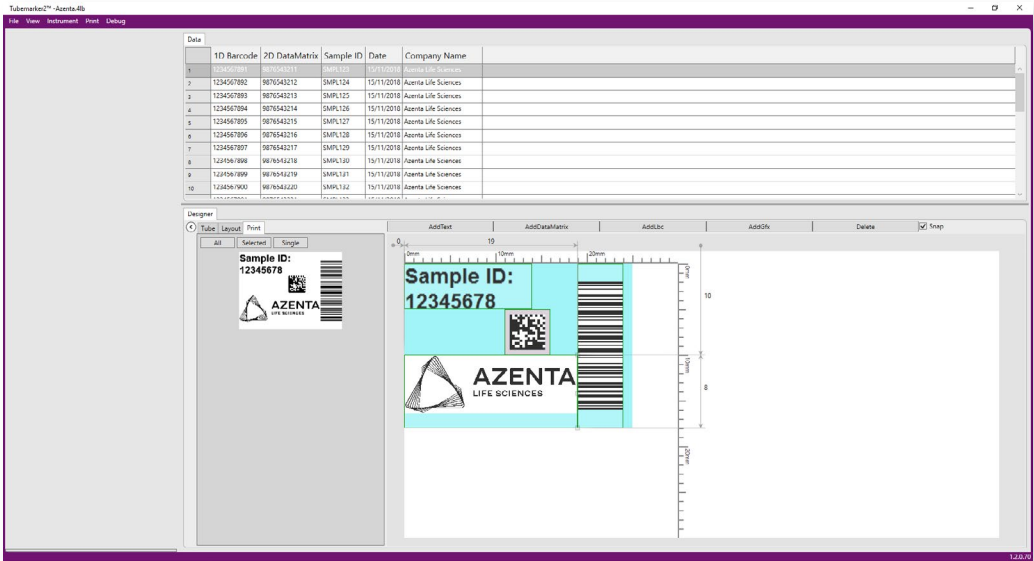 Tubemarker2™ -Azenta.4lb
File View Instrument Print Debug
Data
1D Barcode 2D DataMatrix Sample ID Date Company Name
1 1234567891 9876543211 SMPL123 15/11/2018 Azenta Life Sciences
2 1234567892 9876543212 SMPL124 15/11/2018 Azenta Life Sciences
3 1234567893 9876543213 SMPL125 15/11/2018 Azenta Life Sciences
4 1234567894 9876543214 SMPL126 15/11/2018 Azenta Life Sciences
5 1234567895 9876543215 SMPL127 15/11/2018 Azenta Life Sciences
6 1234567896 9876543216 SMPL128 15/11/2018 Azenta Life Sciences
7 1234567897 9876543217 SMPL129 15/11/2018 Azenta Life Sciences
8 1234567898 9876543218 SMPL130 15/11/2018 Azenta Life Sciences
9 1234567899 9876543219 SMPL131 15/11/2018 Azenta Life Sciences
10 1234567900 9876543220 SMPL132 15/11/2018 Azenta Life Sciences
Designer
Tube Layout Print
AddText AddDataMatrix AddLbc AddGfx Delete Snap
All Selected Single
Sample ID:
12345678
AZENTA
LIFE SCIENCES
0 19
0mm 10mm 20mm
Sample ID:
12345678
AZENTA
LIFE SCIENCES
0mm
10
10mm
8
20mm
1.2.0.70